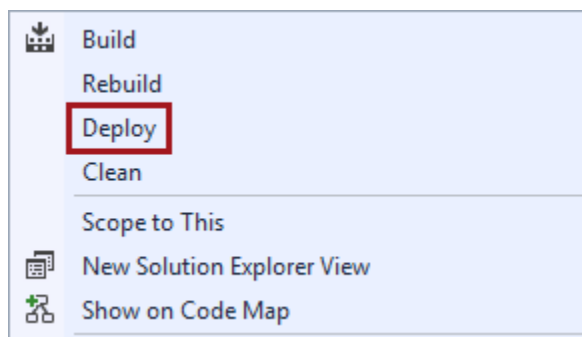 Build
Rebuild
Deploy
Clean
Scope to This
New Solution Explorer View
Show on Code Map